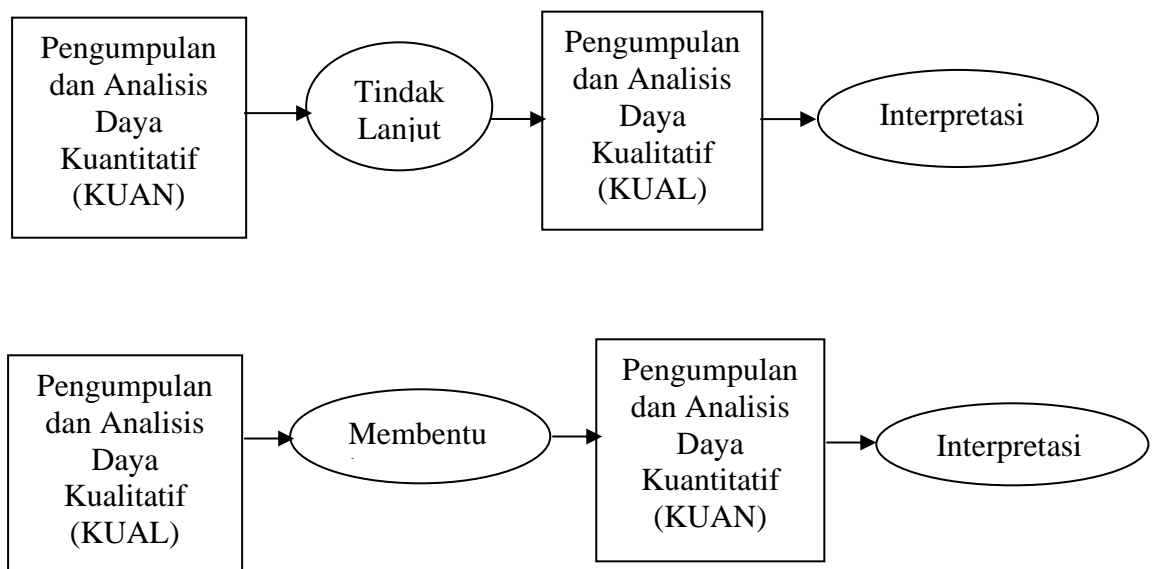 Pengumpulan
dan Analisis
Daya
Kuantitatif
(KUAN)
Tindak
Lanjut
Pengumpulan
dan Analisis
Daya
Kualitatif
(KUAL)
Interpretasi
Pengumpulan
dan Analisis
Daya
Kualitatif
(KUAL)
Membentu
Pengumpulan
dan Analisis
Daya
Kuantitatif
(KUAN)
Interpretasi